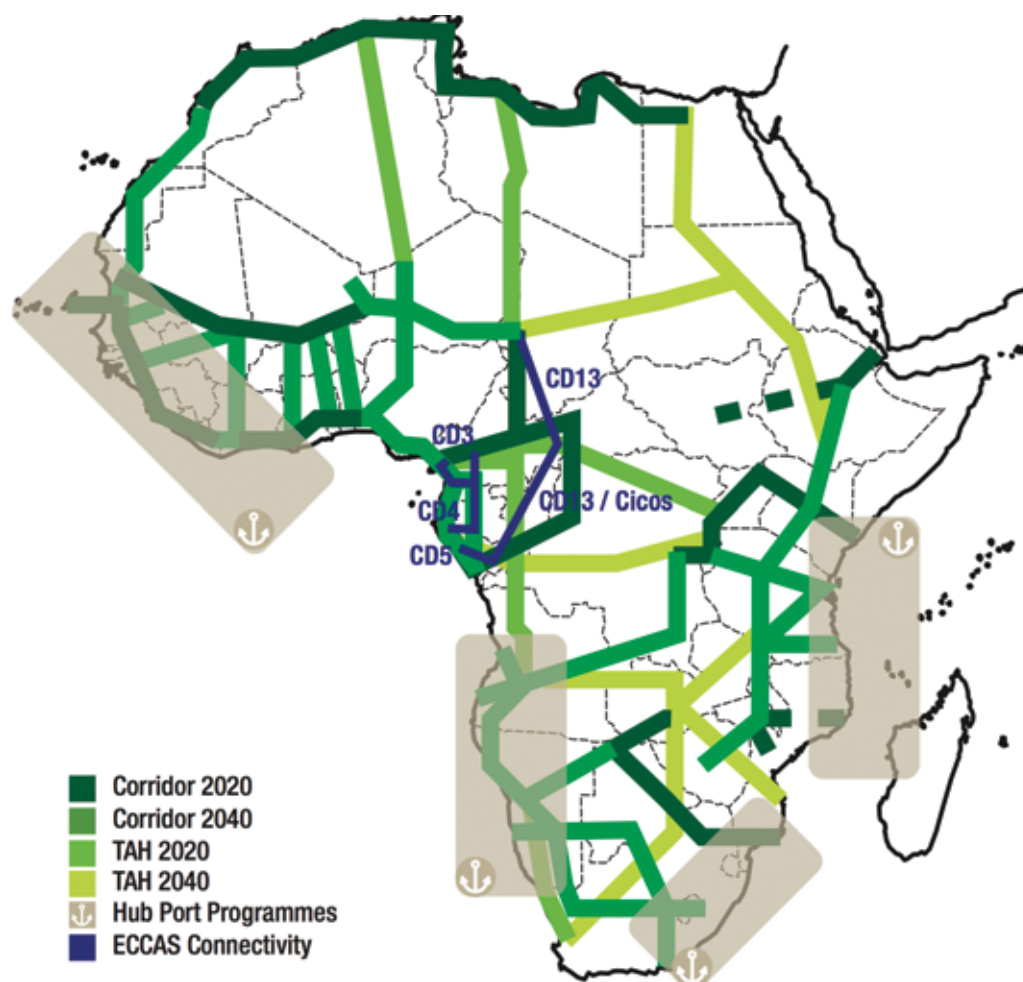 CD13
CD3
CD13 / Cicos
CD4
CD5
Corridor 2020
Corridor 2040
TAH 2020
TAH 2040
Hub Port Programmes
ECCAS Connectivity